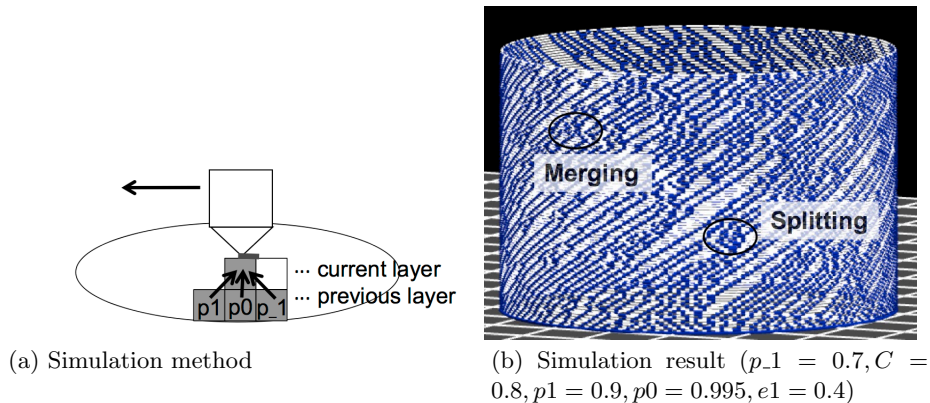 Merging
Splitting
··· current layer
··· previous layer
p1 p0 p_1
(a) Simulation method
(b) Simulation result (p_1 = 0.7, C =
0.8, p1 = 0.9, p0 = 0.995, e1 = 0.4)